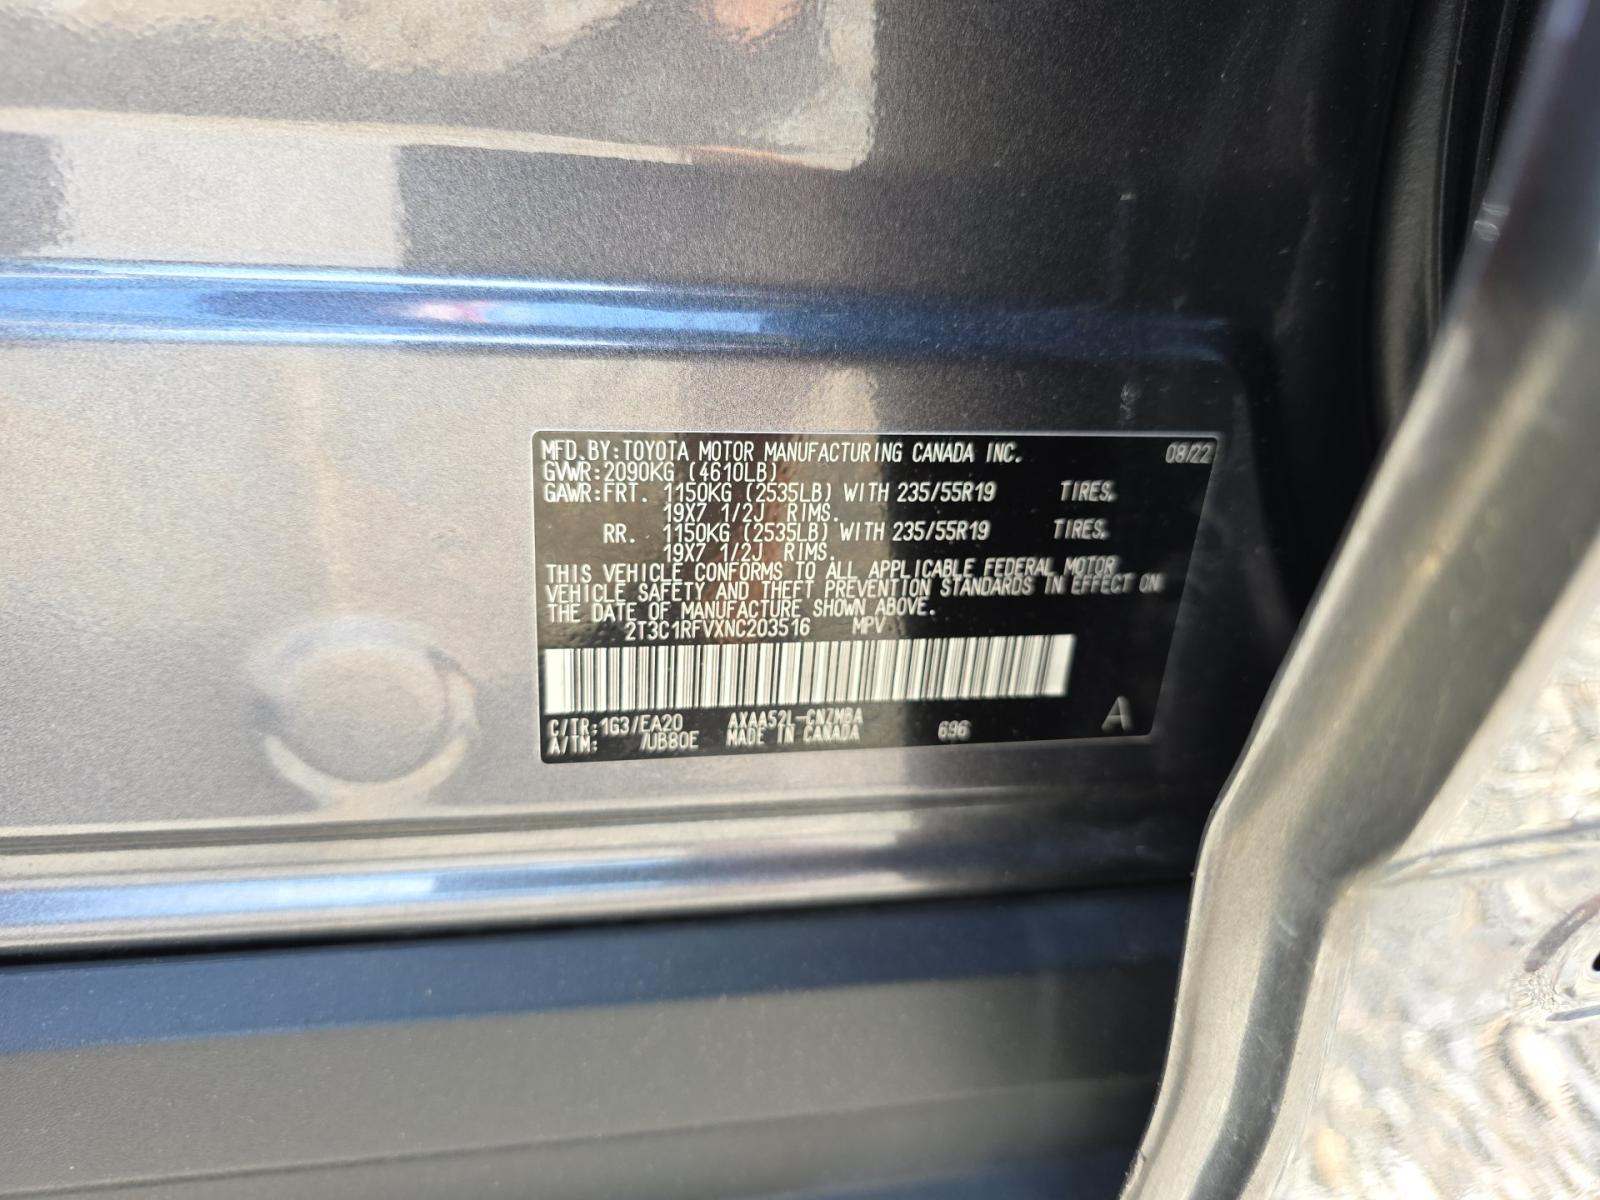 MFD.BY:TOYOTA MOTOR MANUFACTURING CANADA INC. 08/22
GVWR:2090KG (4610LB)
GAWR:FRT. 1150KG (2535LB) WITH 235/55R19 TIRES,
19X7 1/2J RIMS.
RR. 1150KG (2535LB) WITH 235/55R19 TIRES,
19X7 1/2J RIMS.
THIS VEHICLE CONFORMS TO ALL APPLICABLE FEDERAL MOTOR
VEHICLE SAFETY AND THEFT PREVENTION STANDARDS IN EFFECT ON
THE DATE OF MANUFACTURE SHOWN ABOVE.
2T3C1RFVXNC203516 MPV
C/TR:1G3/EA20 AXAA52L-CNZMBA
A/TM: /UB80E MADE IN CANADA 696 A